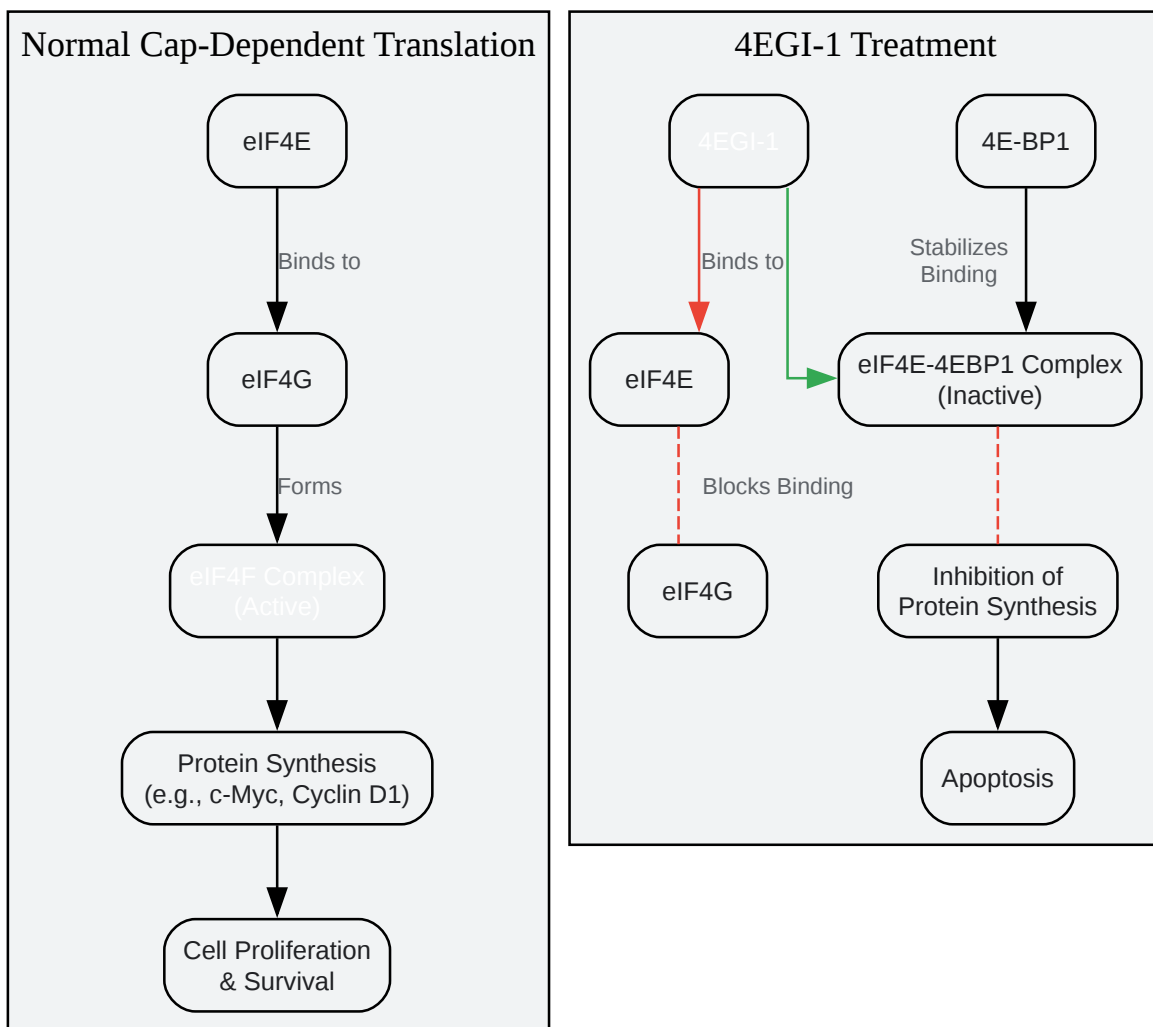 Normal Cap-Dependent Translation
eIF4E
Binds to
eIF4G
Forms
eIF4F Complex
(Active)
Protein Synthesis
(e.g., c-Myc, Cyclin D1)
Cell Proliferation
& Survival
4EGI-1 Treatment
4EGI-1
4E-BP1
Binds to
Stabilizes
Binding
eIF4E
eIF4E-4EBP1 Complex
(Inactive)
Blocks Binding
eIF4G
Inhibition of
Protein Synthesis
Apoptosis